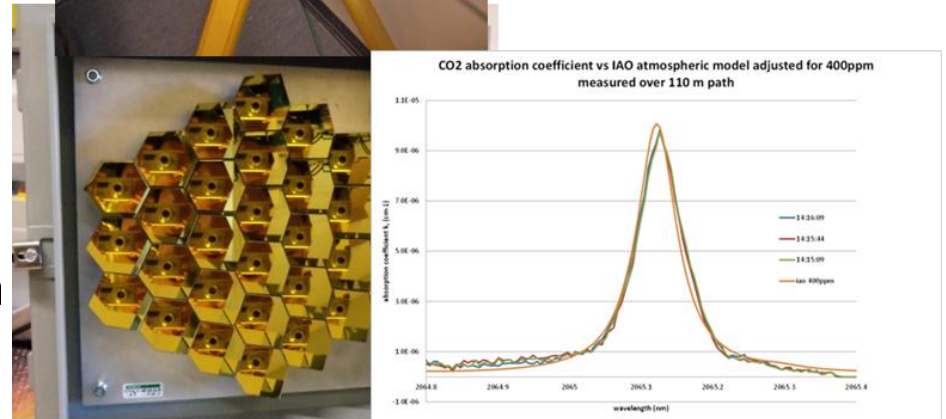 CO2 absorption coefficient vs IAO atmospheric model adjusted for 400ppm
measured over 110 m path
1.1E-05
9.0E-06
7.0E-06
5.0E-06
3.0E-06
1.0E-06
-1.0E-06
absorption coefficient k, (cm-1)
14:16:09
14:15:44
14:15:09
iao 400ppm
2064.8 2064.9 2065 2065.1 2065.2 2065.3 2065.4
wavelength (nm)